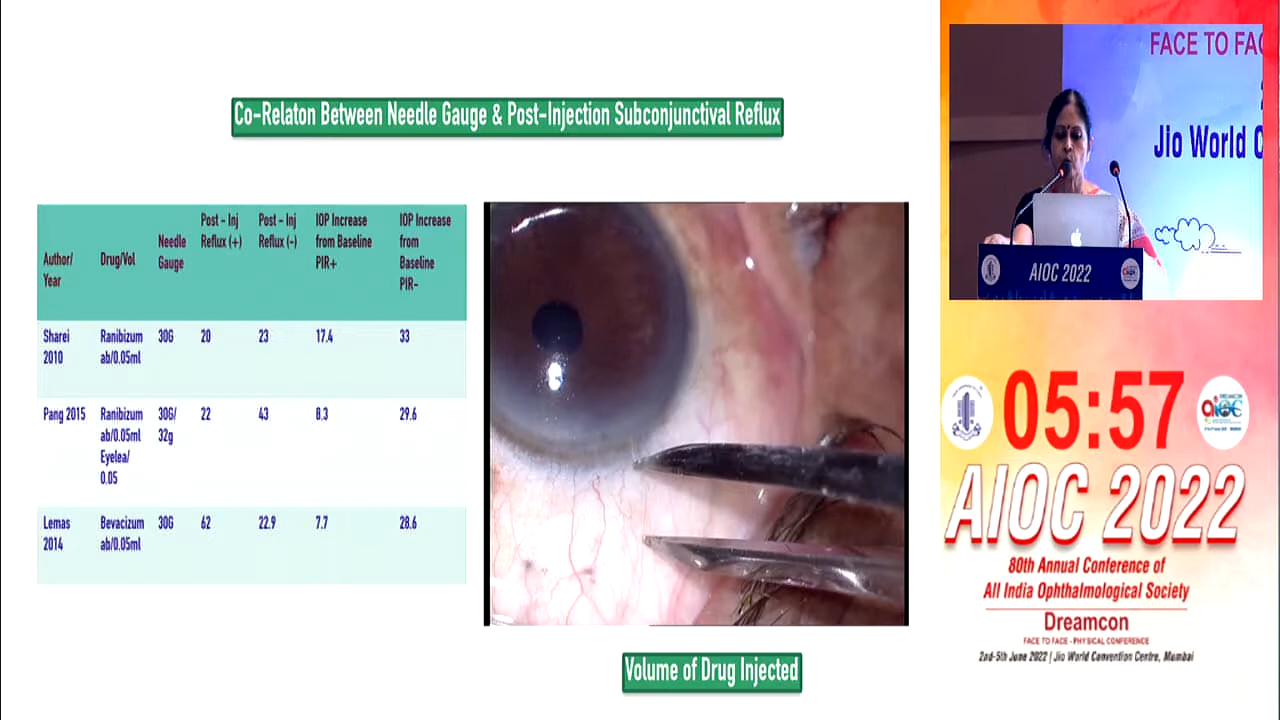 Co-Relaton Between Needle Gauge & Post-Injection Subconjunctival Reflux
Author/ Year
Drug/Vol
Needle Gauge
Post - Inj Reflux (+)
Post - Inj Reflux (-)
IOP Increase from Baseline PIR+
IOP Increase from Baseline PIR-
Sharei 2010
Ranibizum ab/0.05ml
30G
20
23
17.4
33
Pang 2015
Ranibizum ab/0.05ml Eyelea/ 0.05
30G/ 32g
22
43
8.3
29.6
Lemas 2014
Bevacizum ab/0.05ml
30G
62
22.9
7.7
28.6
Volume of Drug Injected
FACE TO FAC
Jio World C
AIOC 2022
05:57
AIOC 2022
80th Annual Conference of
All India Ophthalmological Society
Dreamcon
FACE TO FACE - PHYSICAL CONFERENCE
2nd-5th June 2022 | Jio World Convention Centre, Mumbai